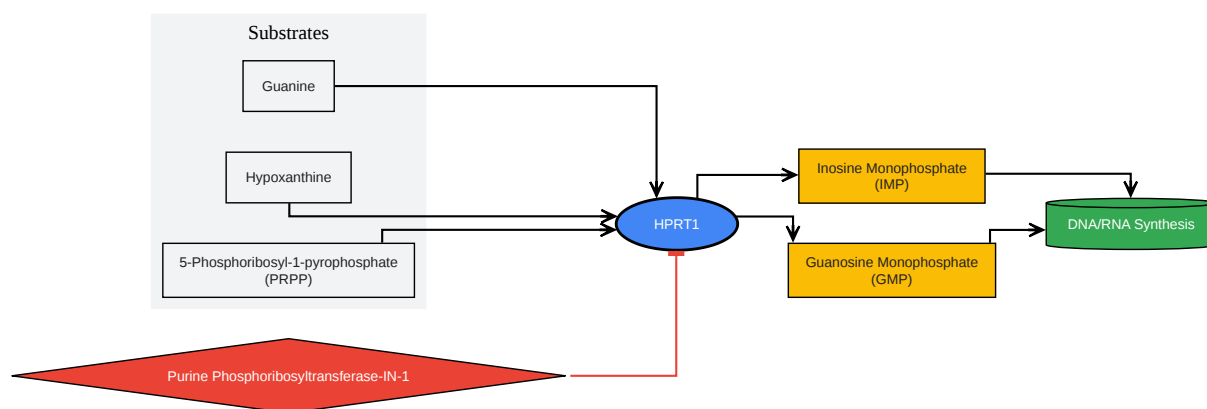 Substrates
Guanine
Hypoxanthine
5-Phosphoribosyl-1-pyrophosphate
(PRPP)
HPRT1
Inosine Monophosphate
(IMP)
Guanosine Monophosphate
(GMP)
DNA/RNA Synthesis
Purine Phosphoribosyltransferase-IN-1